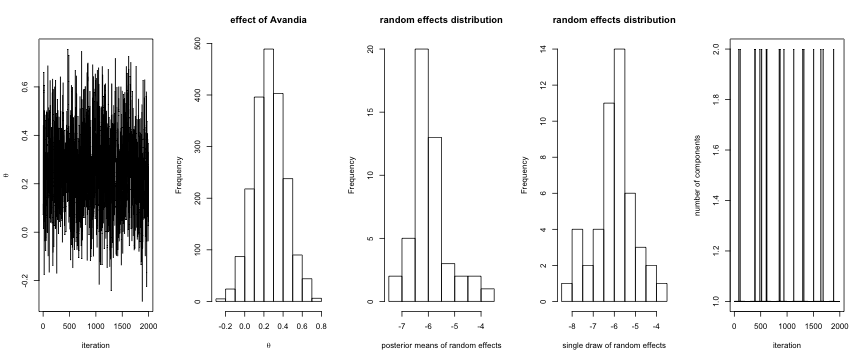 effect of Avandia
random effects distribution
random effects distribution
θ
-0.2 0.0 0.2 0.4 0.6
0 500 1000 1500 2000
iteration
Frequency
0 100 200 300 400 500
-0.2 0.0 0.2 0.4 0.6 0.8
θ
Frequency
0 5 10 15 20
-7 -6 -5 -4
posterior means of random effects
Frequency
0 2 4 6 8 10 12 14
-8 -7 -6 -5 -4
single draw of random effects
number of components
1.0 1.2 1.4 1.6 1.8 2.0
0 500 1000 1500 2000
iteration